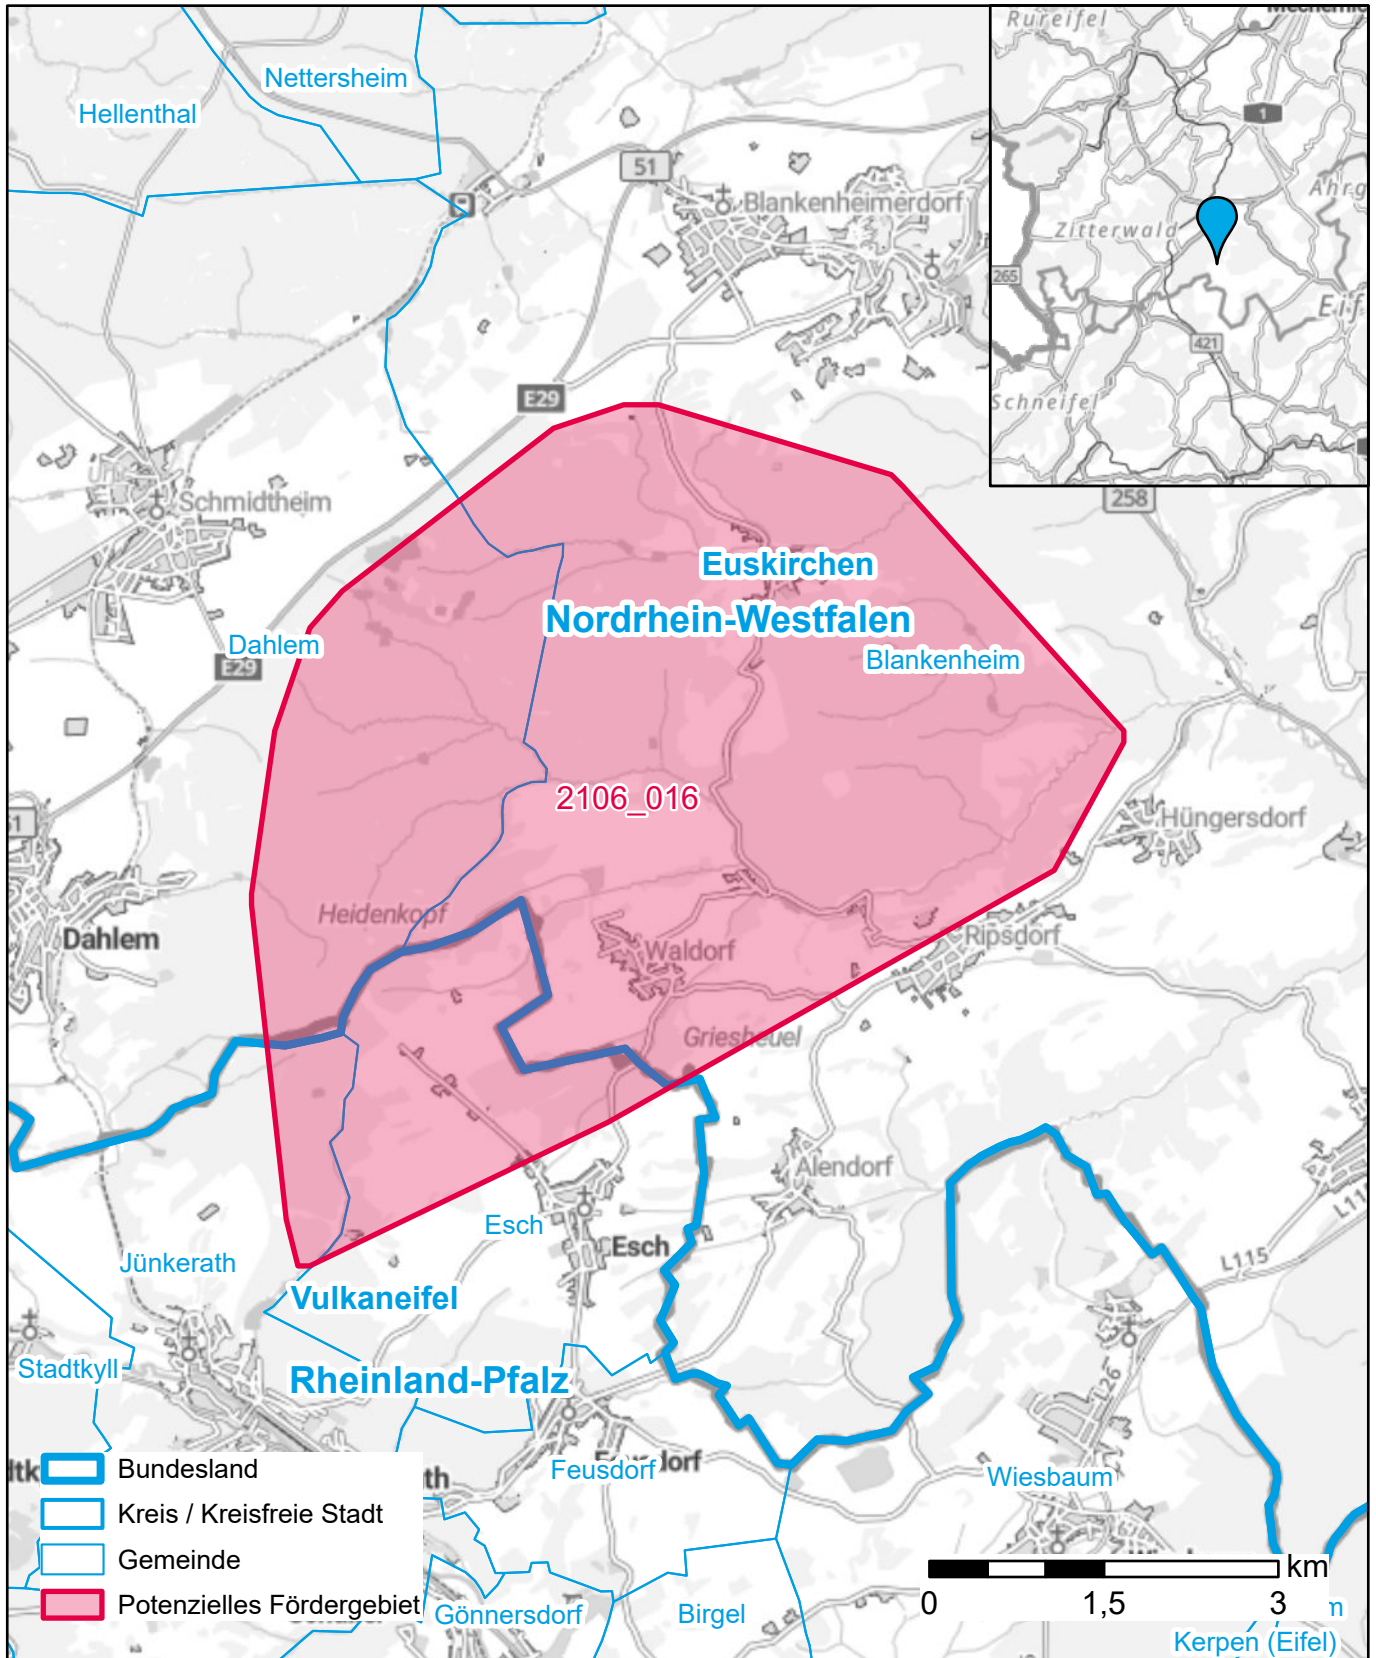 Nettersheim
Hellenthal
51
Blankenheimerdorf
E29
Schmidtheim
258
Euskirchen
Nordrhein-Westfalen
Dahlem
E29
Blankenheim
2106_016
Hüngersdorf
Heidenkopf
Dahlem
Waldorf
Ripsdorf
Griesheuel
Alendorf
Esch
Esch
Jünkerath
L115
Vulkaneifel
Stadtkyll
Rheinland-Pfalz
L26
Feusdorf
Wiesbaum
Gönnersdorf
Birgel
Kerpen (Eifel)
Rureifel
1
Zitterwald
265
421
Schneifel
Bundesland
Kreis / Kreisfreie Stadt
Gemeinde
Potenzielles Fördergebiet
km
0 1,5 3